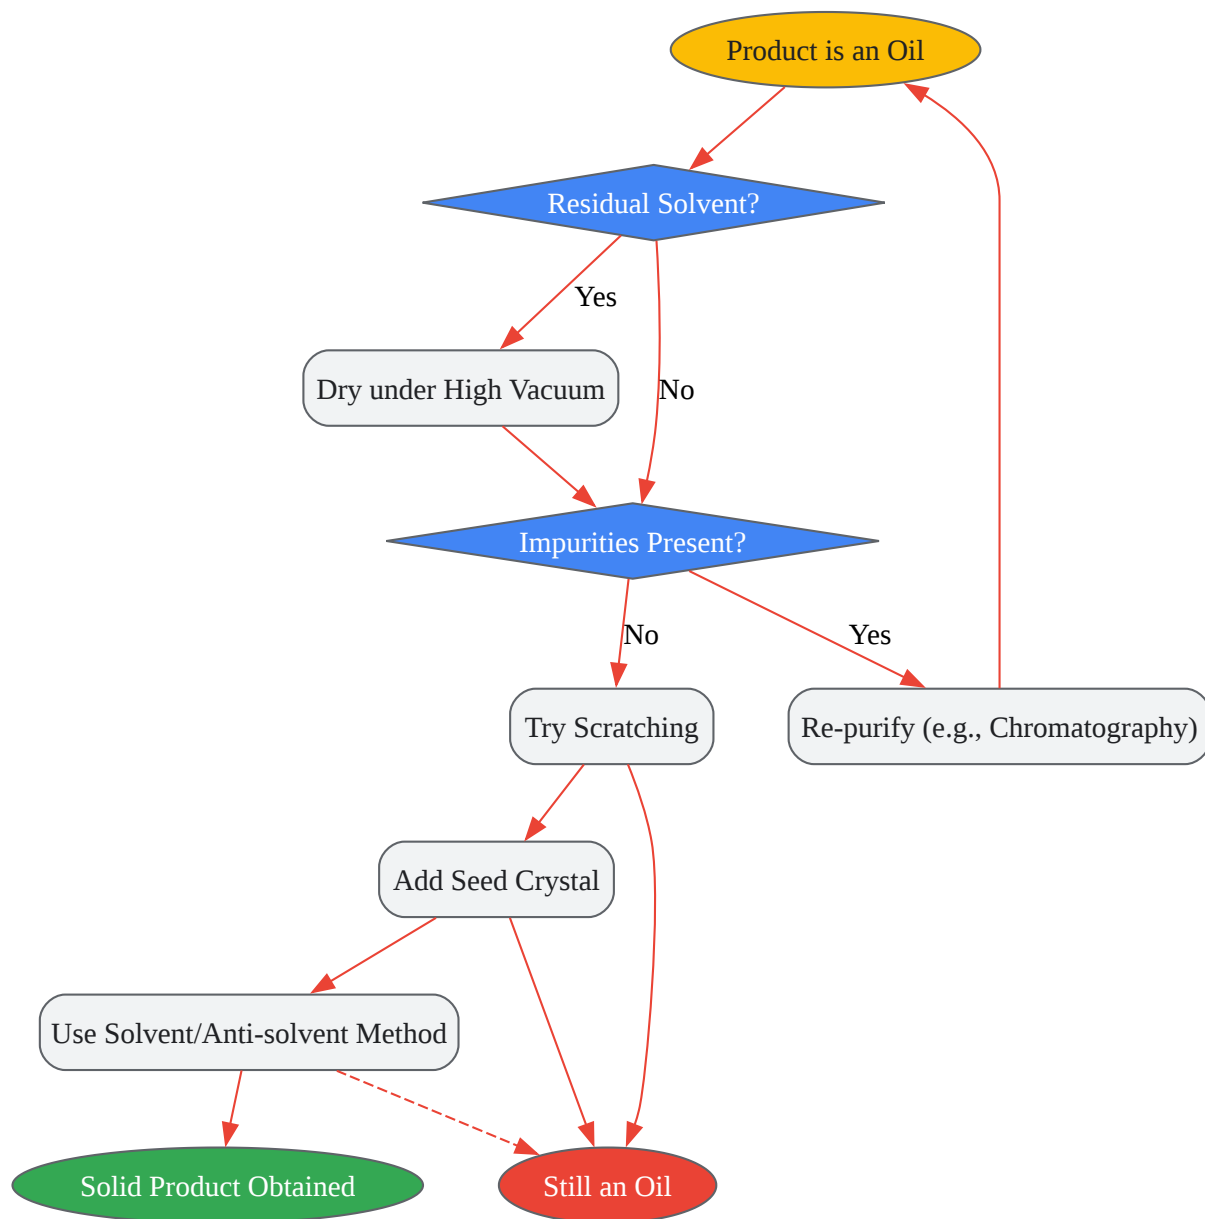 Product is an Oil
Residual Solvent?
Yes
Dry under High Vacuum
No
Impurities Present?
No
Yes
Try Scratching
Re-purify (e.g., Chromatography)
Add Seed Crystal
Use Solvent/Anti-solvent Method
Solid Product Obtained
Still an Oil